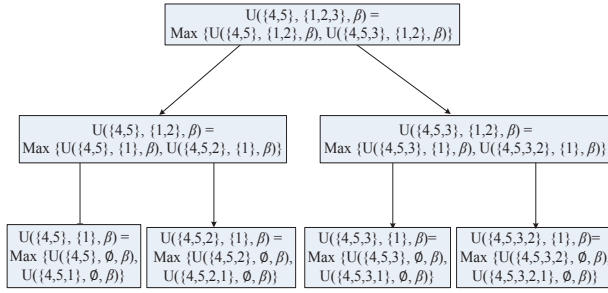 U({4,5}, {1,2,3}, β) =
Max {U({4,5}, {1,2}, β), U({4,5,3}, {1,2}, β)}
U({4,5}, {1,2}, β) =
Max {U({4,5}, {1}, β), U({4,5,2}, {1}, β)}
U({4,5,3}, {1,2}, β) =
Max {U({4,5,3}, {1}, β), U({4,5,3,2}, {1}, β)}
U({4,5}, {1}, β) =
Max {U({4,5}, ∅, β),
U({4,5,1}, ∅, β)}
U({4,5,2}, {1}, β) =
Max {U({4,5,2}, ∅, β),
U({4,5,2,1}, ∅, β)}
U({4,5,3}, {1}, β)=
Max {U({4,5,3}, ∅, β),
U({4,5,3,1}, ∅, β)}
U({4,5,3,2}, {1}, β)=
Max {U({4,5,3,2}, ∅, β),
U({4,5,3,2,1}, ∅, β)}